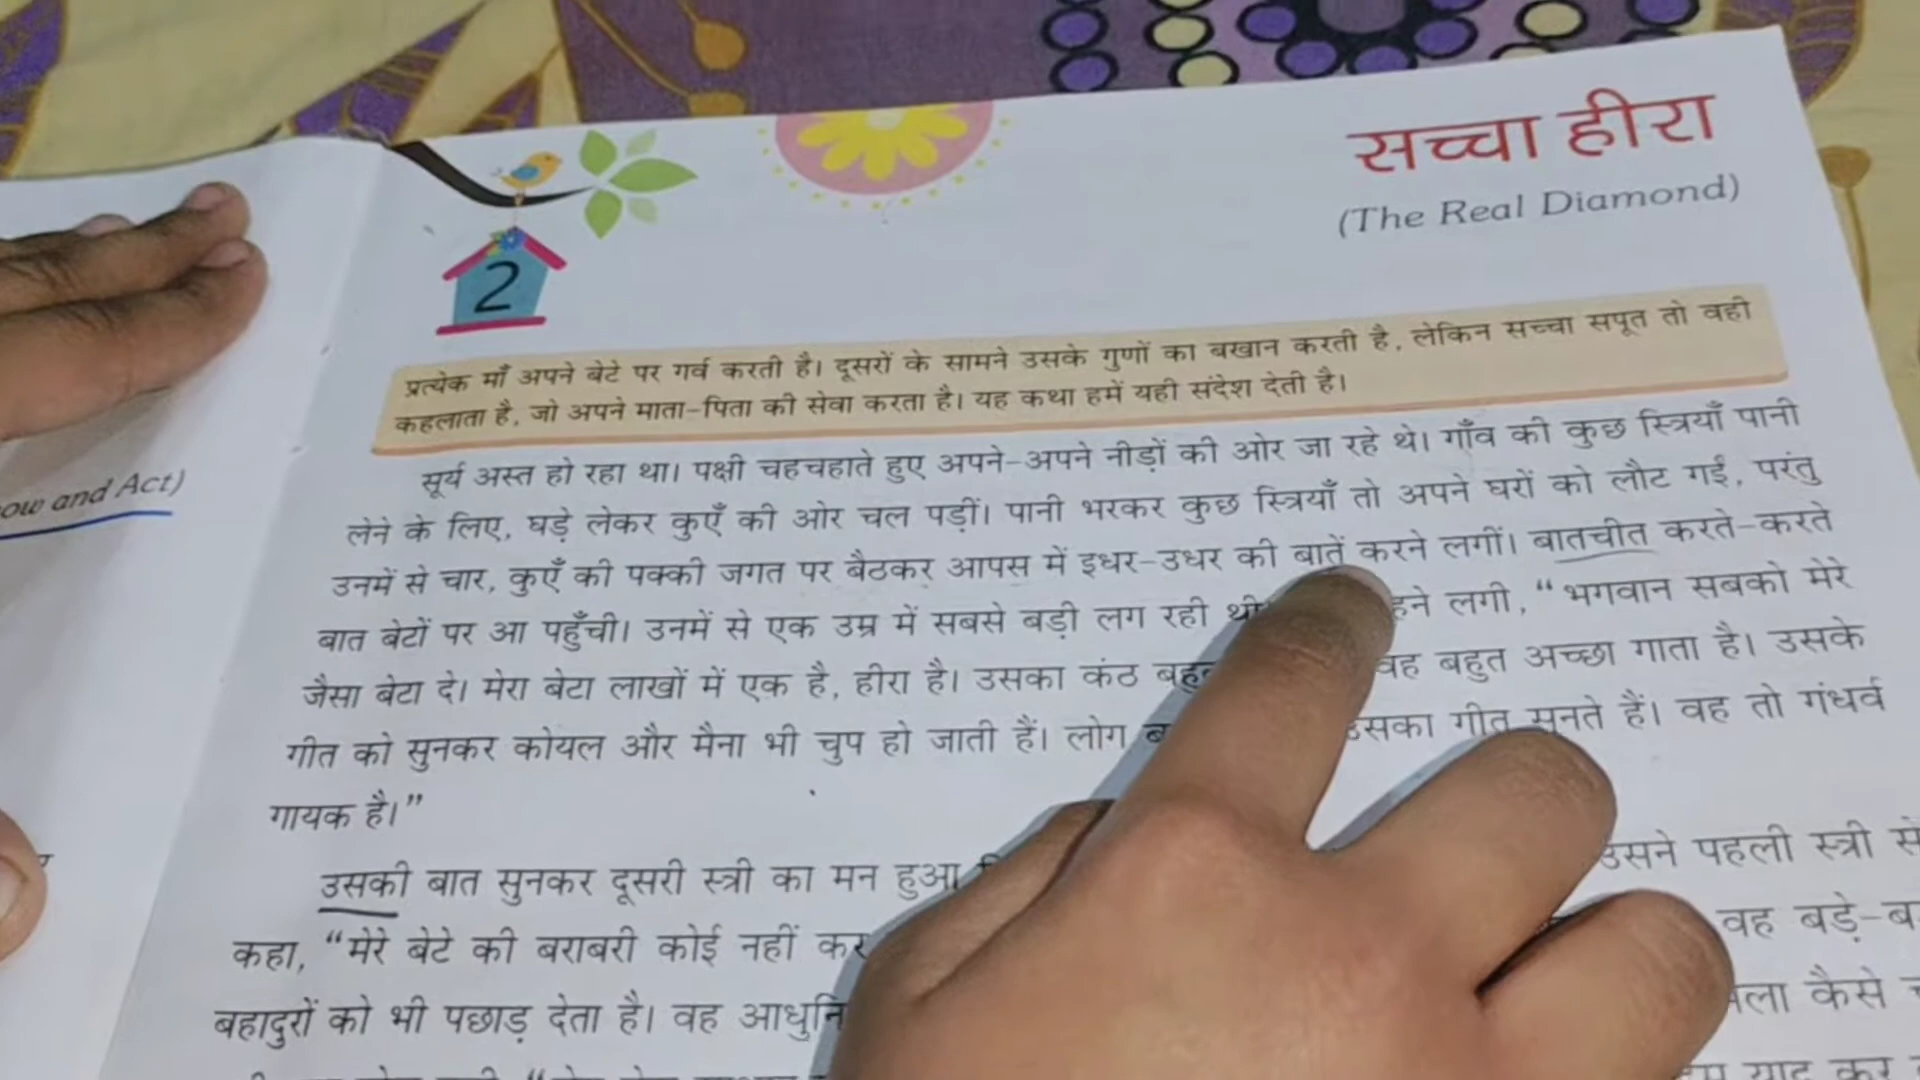 सच्चा हीरा
(The Real Diamond)
2
प्रत्येक माँ अपने बेटे पर गर्व करती है। दूसरों के सामने उसके गुणों का बखान करती है, लेकिन सच्चा सपूत तो वही
कहलाता है, जो अपने माता-पिता की सेवा करता है। यह कथा हमें यही संदेश देती है।
ow and Act)
सूर्य अस्त हो रहा था। पक्षी चहचहाते हुए अपने-अपने नीड़ों की ओर जा रहे थे। गाँव की कुछ स्त्रियाँ पानी
लेने के लिए, घड़े लेकर कुएँ की ओर चल पड़ीं। पानी भरकर कुछ स्त्रियाँ तो अपने घरों को लौट गईं, परंतु
उनमें से चार, कुएँ की पक्की जगत पर बैठकर आपस में इधर-उधर की बातें करने लगीं। बातचीत करते-करते
बात बेटों पर आ पहुँची। उनमें से एक उम्र में सबसे बड़ी लग रही लगी, “भगवान सबको मेरे
जैसा बेटा दे। मेरा बेटा लाखों में एक है, हीरा है। उसका कंठ वह बहुत अच्छा गाता है। उसके
गीत को सुनकर कोयल और मैना भी चुप हो जाती हैं। लोग उसका गीत सुनते हैं। वह तो गंधर्व
गायक है।”
उसकी बात सुनकर दूसरी स्त्री का मन हुआ उसने पहली स्त्री से
कहा, “मेरे बेटे की बराबरी कोई नहीं कर वह बड़े-ब
बहादुरों को भी पछाड़ देता है। वह आधुनि कैसे
याद कर